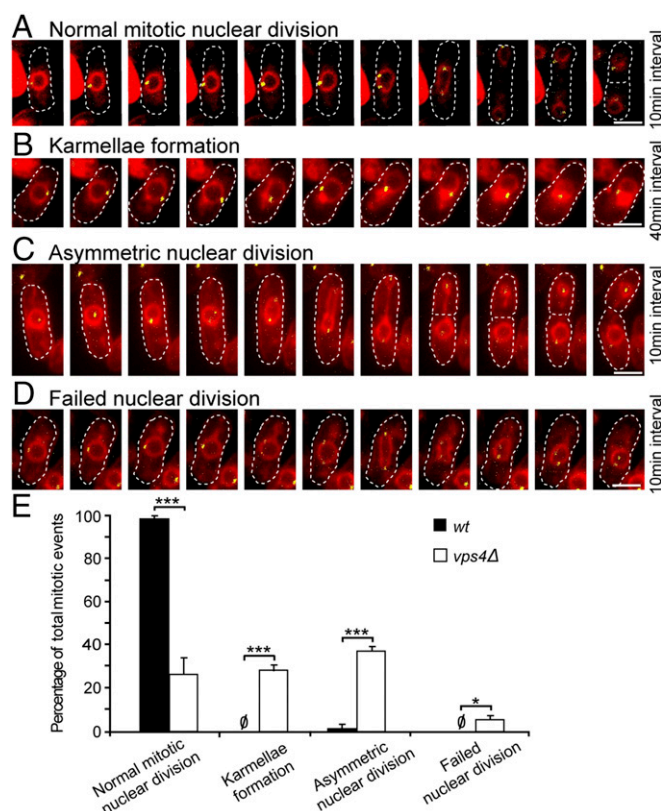 A Normal mitotic nuclear division
10min interval
B Karmellae formation
40min interval
C Asymmetric nuclear division
10min interval
D Failed nuclear division
10min interval
E
Percentage of total mitotic events
100
80
60
40
20
0
***
***
***
*
ø
ø
wt
vps4Δ
Normal mitotic
nuclear division
Karmellae
formation
Asymmetric
nuclear division
Failed
nuclear division